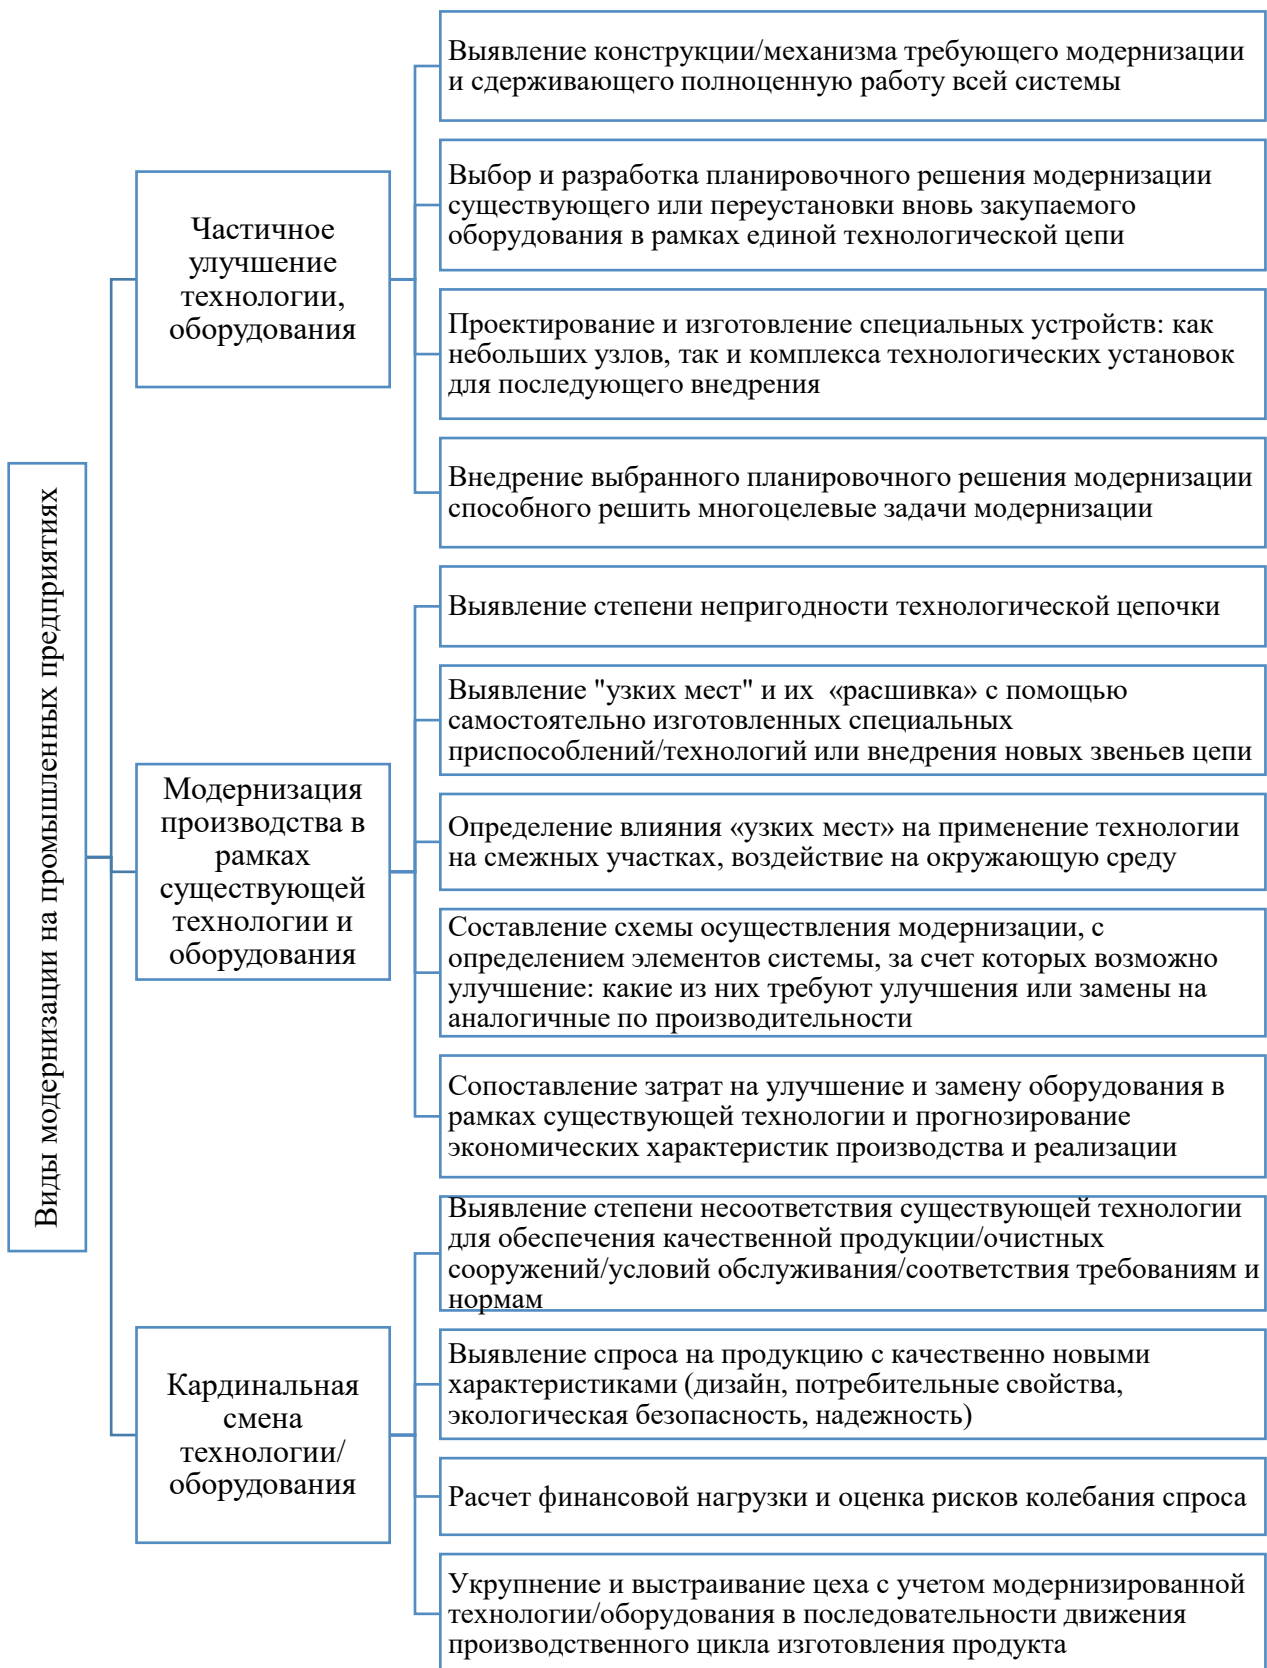 Виды модернизации на промышленных предприятиях
Частичное
улучшение
технологии,
оборудования
Выявление конструкции/механизма требующего модернизации
и сдерживающего полноценную работу всей системы
Выбор и разработка планировочного решения модернизации
существующего или переустановки вновь закупаемого
оборудования в рамках единой технологической цепи
Проектирование и изготовление специальных устройств: как
небольших узлов, так и комплекса технологических установок
для последующего внедрения
Внедрение выбранного планировочного решения модернизации
способного решить многоцелевые задачи модернизации
Модернизация
производства в
рамках
существующей
технологии и
оборудования
Выявление степени непригодности технологической цепочки
Выявление "узких мест" и их «расшивка» с помощью
самостоятельно изготовленных специальных
приспособлений/технологий или внедрения новых звеньев цепи
Определение влияния «узких мест» на применение технологии
на смежных участках, воздействие на окружающую среду
Составление схемы осуществления модернизации, с
определением элементов системы, за счет которых возможно
улучшение: какие из них требуют улучшения или замены на
аналогичные по производительности
Сопоставление затрат на улучшение и замену оборудования в
рамках существующей технологии и прогнозирование
экономических характеристик производства и реализации
Кардинальная
смена
технологии/
оборудования
Выявление степени несоответствия существующей технологии
для обеспечения качественной продукции/очистных
сооружений/условий обслуживания/соответствия требованиям и
нормам
Выявление спроса на продукцию с качественно новыми
характеристиками (дизайн, потребительные свойства,
экологическая безопасность, надежность)
Расчет финансовой нагрузки и оценка рисков колебания спроса
Укрупнение и выстраивание цеха с учетом модернизированной
технологии/оборудования в последовательности движения
производственного цикла изготовления продукта